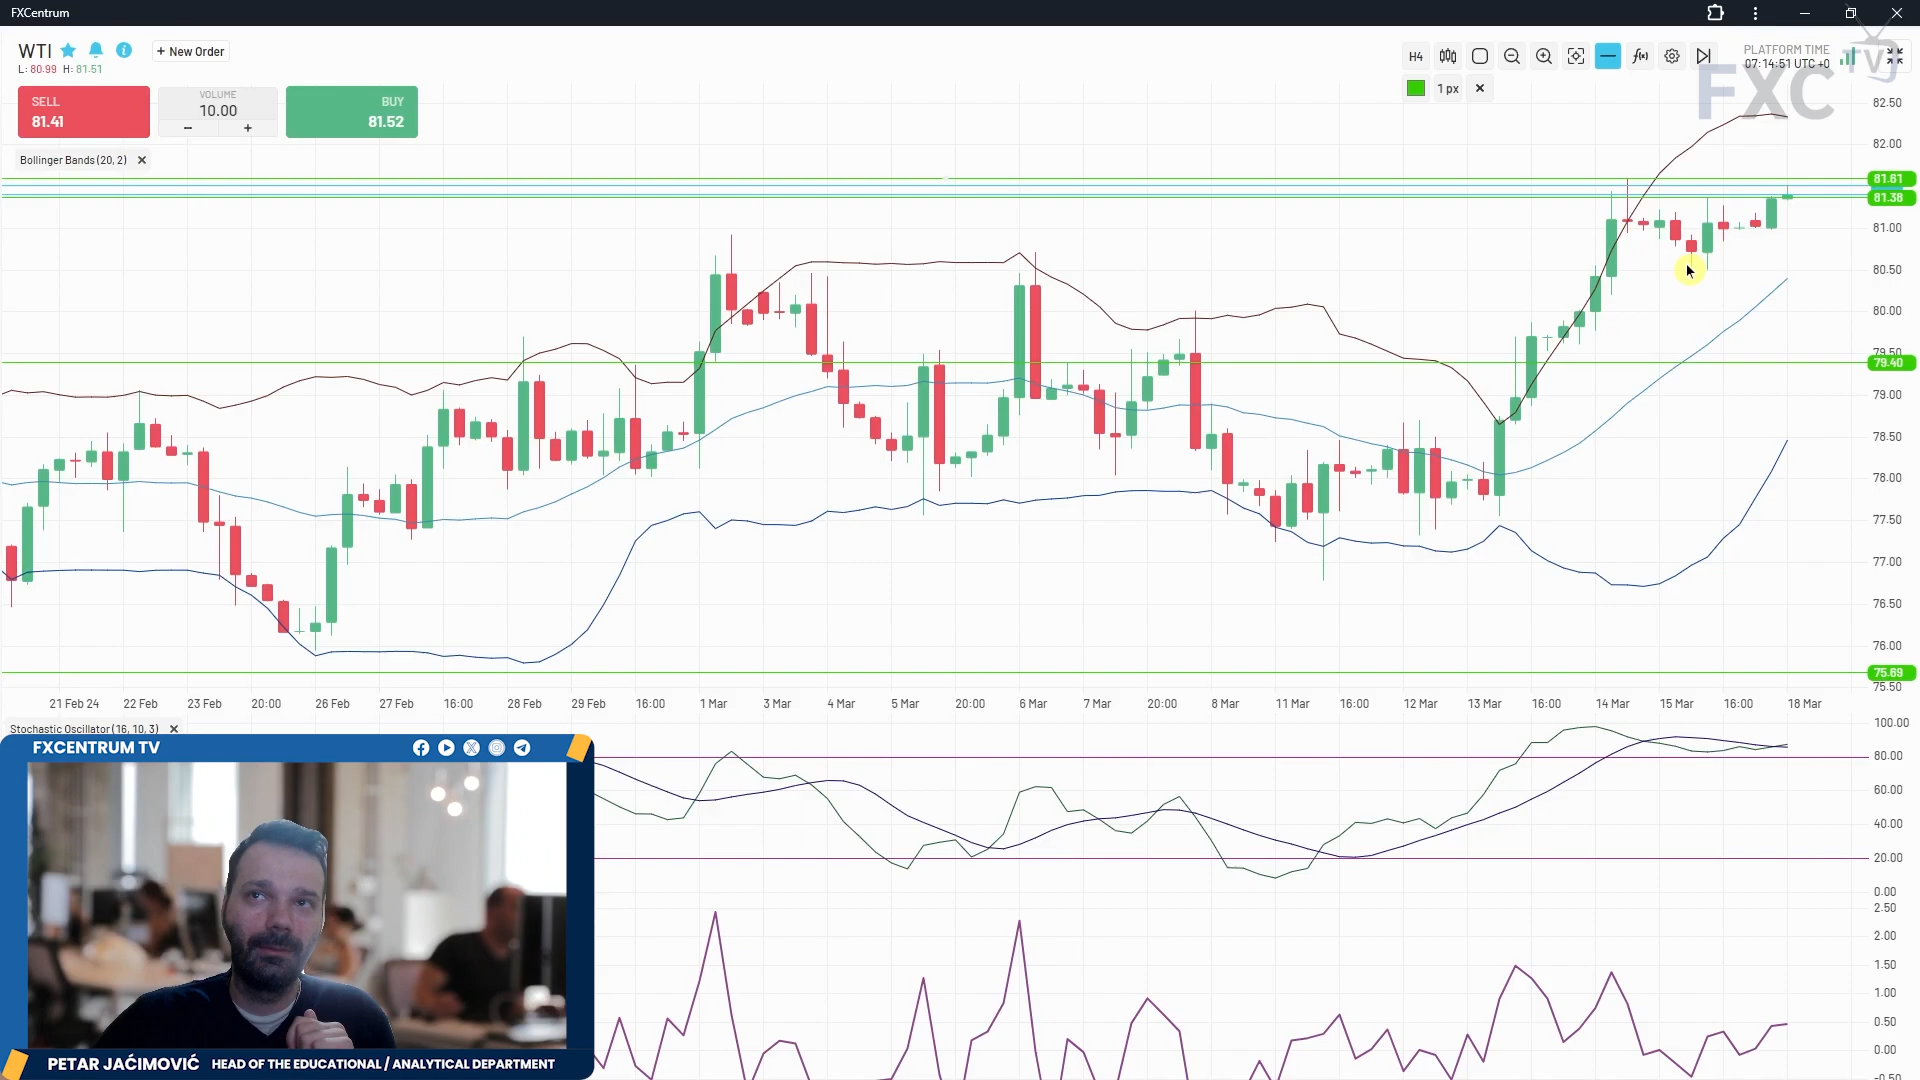 FXCentrum
WTI
+ New Order
L: 80.99 H: 81.51
SELL
81.41
VOLUME
10.00
BUY
81.52
Bollinger Bands (20, 2)
H4
1 px
PLATFORM TIME
07:14:51 UTC +0
FXC TV
82.50
82.00
81.61
81.38
81.00
80.50
80.00
79.50
79.40
79.00
78.50
78.00
77.50
77.00
76.50
76.00
75.69
75.50
21 Feb 24 22 Feb 23 Feb 20:00 26 Feb 27 Feb 16:00 28 Feb 29 Feb 16:00 1 Mar 3 Mar 4 Mar 5 Mar 20:00 6 Mar 7 Mar 20:00 8 Mar 11 Mar 16:00 12 Mar 13 Mar 16:00 14 Mar 15 Mar 16:00 18 Mar
Stochastic Oscillator (16, 10, 3)
100.00
80.00
60.00
40.00
20.00
0.00
2.50
2.00
1.50
1.00
0.50
0.00
-0.50
FXCENTRUM TV
PETAR JAĆIMOVIĆ HEAD OF THE EDUCATIONAL / ANALYTICAL DEPARTMENT